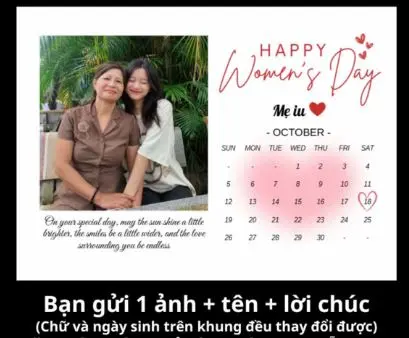 HAPPY
Women's Day
Mẹ iu
- OCTOBER -
SUN MON TUE WED THU FRI SAT
- - - 1 2 3 4
5 6 7 8 9 10 11
12 13 14 15 16 17 18
19 20 21 22 23 24 25
26 27 28 29 30 - -
On your special day, may the sun shine a little
brighter, the smiles be a little wider, and the love
surrounding you be endless
Bạn gửi 1 ảnh + tên + lời chúc
(Chữ và ngày sinh trên khung đều thay đổi được)